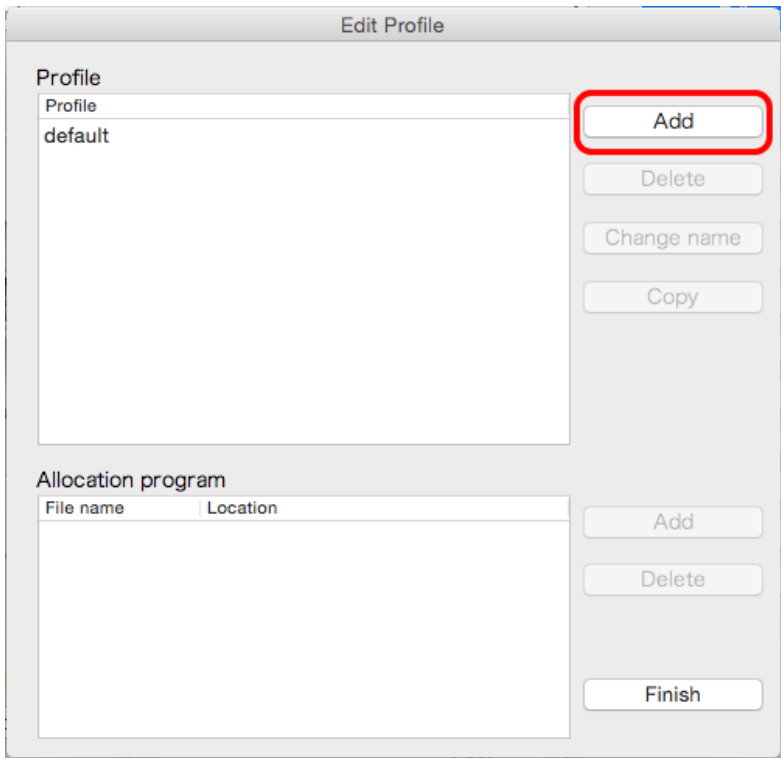 Edit Profile
Profile
Profile
default
Add
Delete
Change name
Copy
Allocation program
File name Location
Add
Delete
Finish